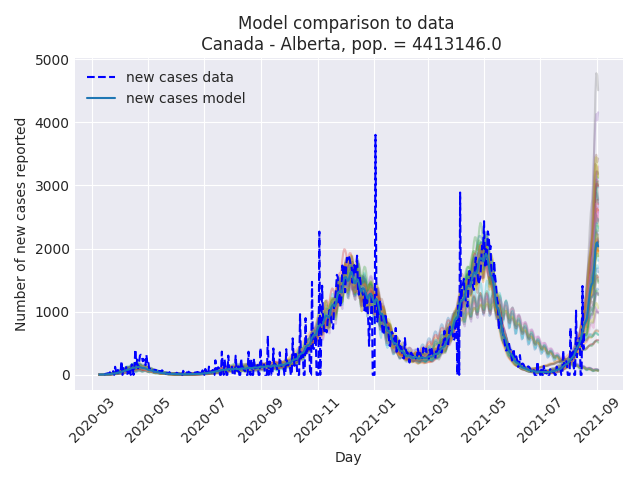 Model comparison to data
Canada - Alberta, pop. = 4413146.0
new cases data
new cases model
Number of new cases reported
5000
4000
3000
2000
1000
0
2020-03
2020-05
2020-07
2020-09
2020-11
2021-01
2021-03
2021-05
2021-07
2021-09
Day